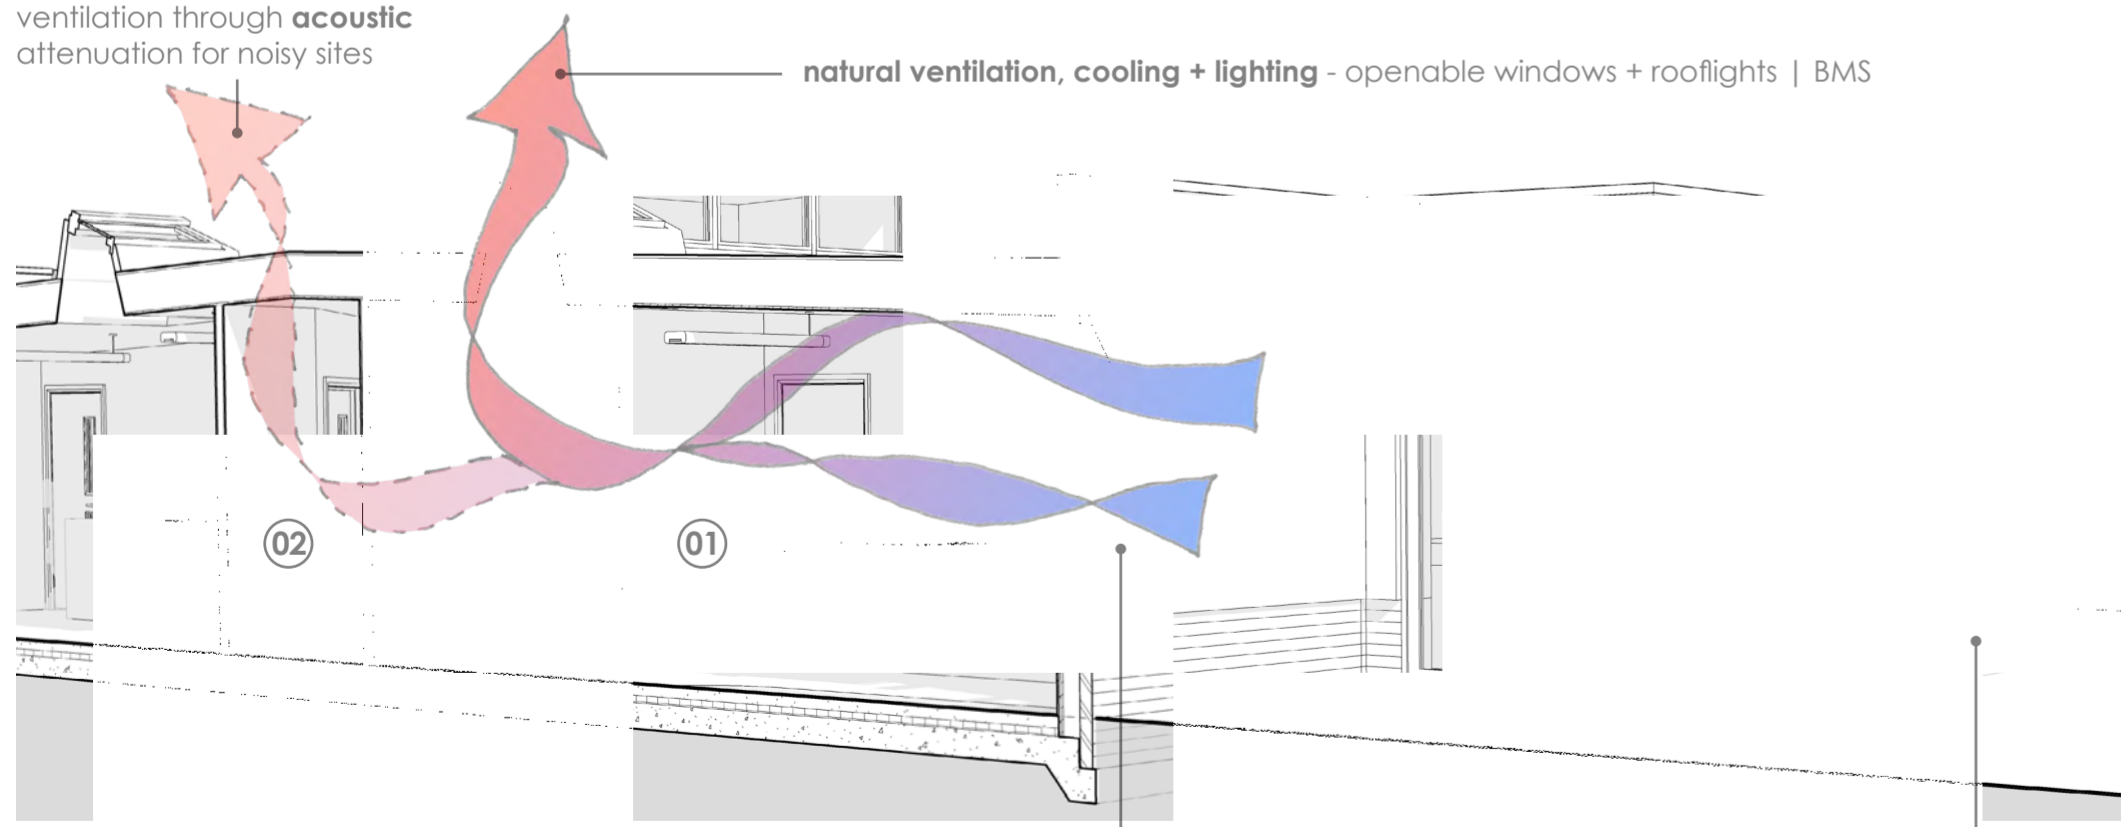 ventilation through acoustic
attenuation for noisy sites
natural ventilation, cooling + lighting - openable windows + rooflights | BMS
02
01